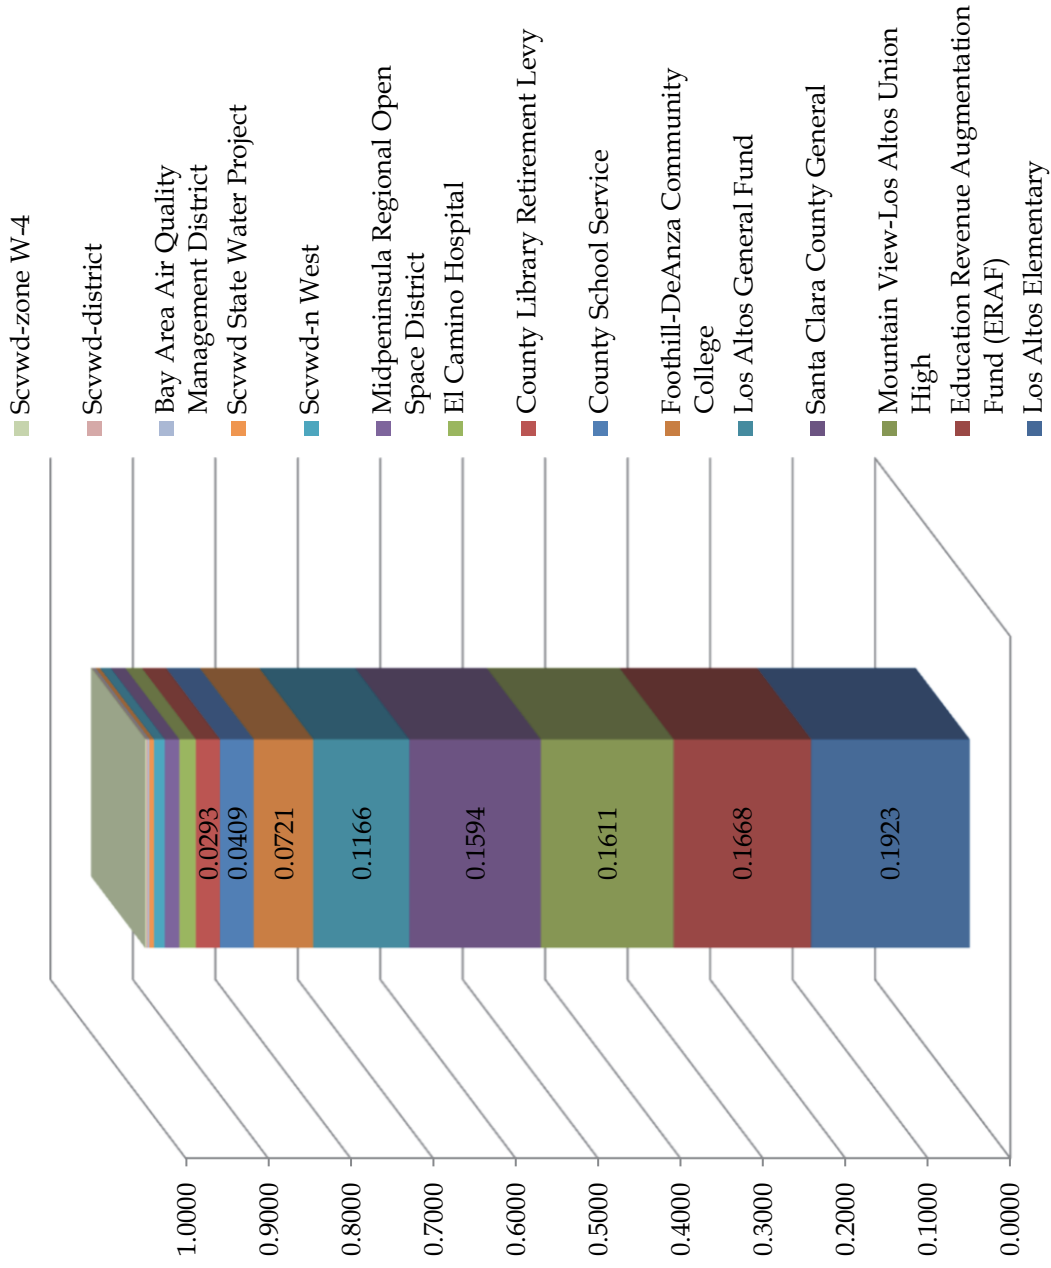 1.0000
0.9000
0.8000
0.7000
0.6000
0.5000
0.4000
0.3000
0.2000
0.1000
0.0000
0.0293
0.0409
0.0721
0.1166
0.1594
0.1611
0.1668
0.1923
Scvwd-zone W-4
Scvwd-district
Bay Area Air Quality
Management District
Scvwd State Water Project
Scvwd-n West
Midpeninsula Regional Open
Space District
El Camino Hospital
County Library Retirement Levy
County School Service
Foothill-DeAnza Community
College
Los Altos General Fund
Santa Clara County General
Mountain View-Los Altos Union
High
Education Revenue Augmentation
Fund (ERAF)
Los Altos Elementary